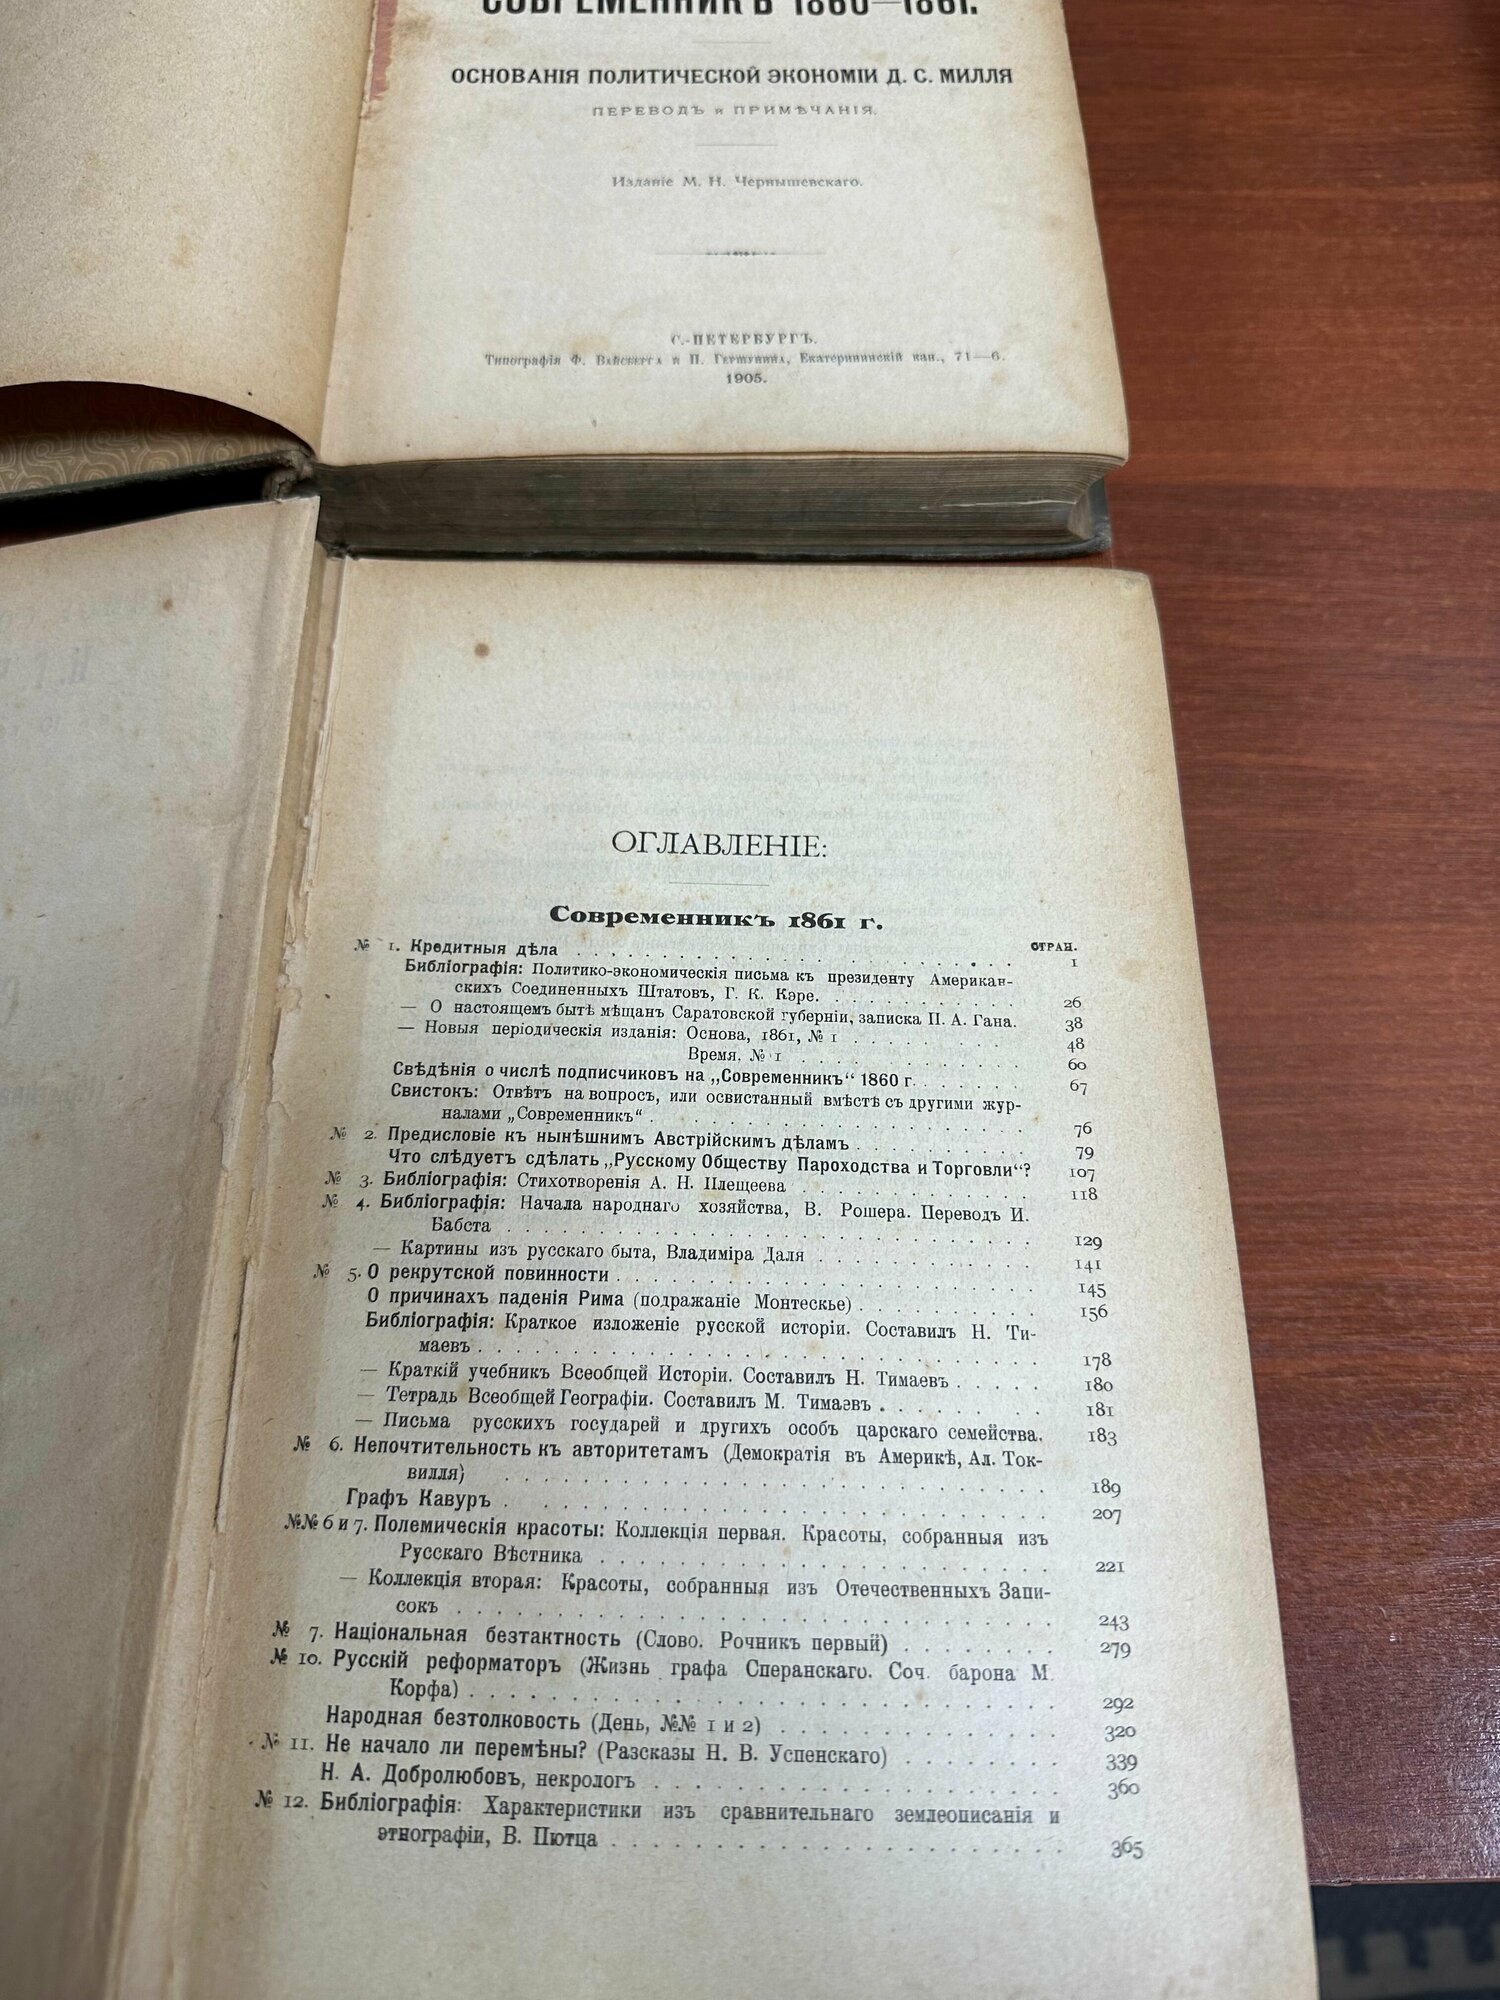 СОВРЕМЕННИКЪ 1860—1861.
ОСНОВАНІЯ ПОЛИТИЧЕСКОЙ ЭКОНОМІИ Д. С. МИЛЛЯ
ПЕРЕВОДЪ и ПРИМѢЧАНІЯ.
Изданіе М. Н. Чернышевскаго.
С.-ПЕТЕРБУРГЪ.
Типографія Ф. Вайсберга и П. Гершунина, Екатерининскій кан., 71—6.
1905.
ОГЛАВЛЕНІЕ:
Современникъ 1861 г.
СТРАН.
№ 1. Кредитныя дѣла . . . . . . . . . . . . . . . . 1
Библіографія: Политико-экономическія письма къ президенту Американ-
скихъ Соединенныхъ Штатовъ, Г. К. Кэре. . . . . . . . . . . 26
— О настоящемъ бытѣ мѣщанъ Саратовской губерніи, записка П. А. Гана. 38
— Новыя періодическія изданія: Основа, 1861, № 1 . . . . . . . 48
Время. № 1 . . . . . . . . . . 60
Свѣдѣнія о числѣ подписчиковъ на „Современникъ“ 1860 г. . . . . . 67
Свистокъ: Отвѣтъ на вопросъ, или освистанный вмѣстѣ съ другими жур-
налами „Современникъ“ . . . . . . . . . . . . . . . . 76
№ 2. Предисловіе къ нынѣшнимъ Австрійскимъ дѣламъ . . . . . . . . 79
Что слѣдуетъ сдѣлать „Русскому Обществу Пароходства и Торговли“? 107
№ 3. Библіографія: Стихотворенія А. Н. Плещеева . . . . . . . . . . 118
№ 4. Библіографія: Начала народнаго хозяйства, В. Рошера. Переводъ И.
Бабста . . . . . . . . . . . . . . . . . . . . . 129
— Картины изъ русскаго быта, Владиміра Даля . . . . . . . . . . 141
№ 5. О рекрутской повинности . . . . . . . . . . . . . . . . . 145
О причинахъ паденія Рима (подражаніе Монтескье) . . . . . . . . 156
Библіографія: Краткое изложеніе русской исторіи. Составилъ Н. Ти-
маевъ . . . . . . . . . . . . . . . . . . . . . . 178
— Краткій учебникъ Всеобщей Исторіи. Составилъ Н. Тимаевъ . . . . . 180
— Тетрадь Всеобщей Географіи. Составилъ М. Тимаэвъ . . . . . . . 181
— Письма русскихъ государей и другихъ особъ царскаго семейства. 183
№ 6. Непочтительность къ авторитетамъ (Демократія въ Америкѣ, Ал. Ток-
вилля) . . . . . . . . . . . . . . . . . . . . . 189
Графъ Кавуръ . . . . . . . . . . . . . . . . . . . . 207
№№ 6 и 7. Полемическія красоты: Коллекція первая. Красоты, собранныя изъ
Русскаго Вѣстника . . . . . . . . . . . . . . . . . 221
— Коллекція вторая: Красоты, собранныя изъ Отечественныхъ Запи-
сокъ . . . . . . . . . . . . . . . . . . . . . . 243
№ 7. Національная безтактность (Слово. Рочникъ первый) . . . . . . . . 279
№ 10. Русскій реформаторъ (Жизнь графа Сперанскаго. Соч. барона М.
Корфа) . . . . . . . . . . . . . . . . . . . . . . 292
Народная безтолковость (День, №№ 1 и 2) . . . . . . . . . . . 320
№ 11. Не начало ли перемѣны? (Разсказы Н. В. Успенскаго) . . . . . . 339
Н. А. Добролюбовъ, некрологъ . . . . . . . . . . . . . . . 360
№ 12. Библіографія: Характеристики изъ сравнительнаго землеописанія и
этнографіи, В. Пютца . . . . . . . . . . . . . . . . . 365